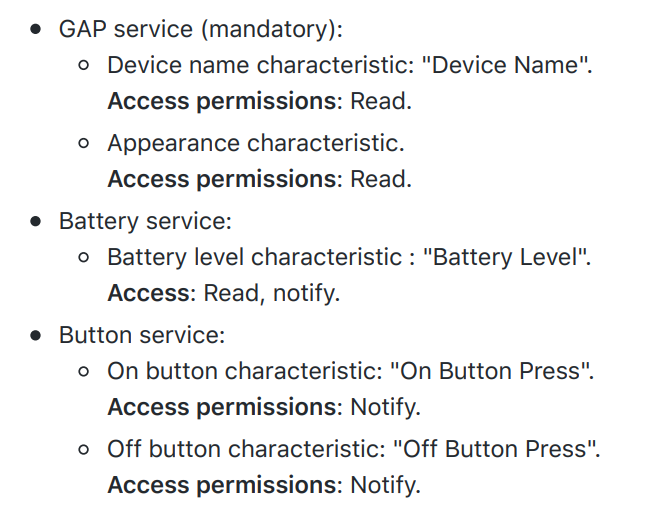 GAP service (mandatory):
Device name characteristic: "Device Name".
Access permissions: Read.
Appearance characteristic.
Access permissions: Read.
Battery service:
Battery level characteristic : "Battery Level".
Access: Read, notify.
Button service:
On button characteristic: "On Button Press".
Access permissions: Notify.
Off button characteristic: "Off Button Press".
Access permissions: Notify.